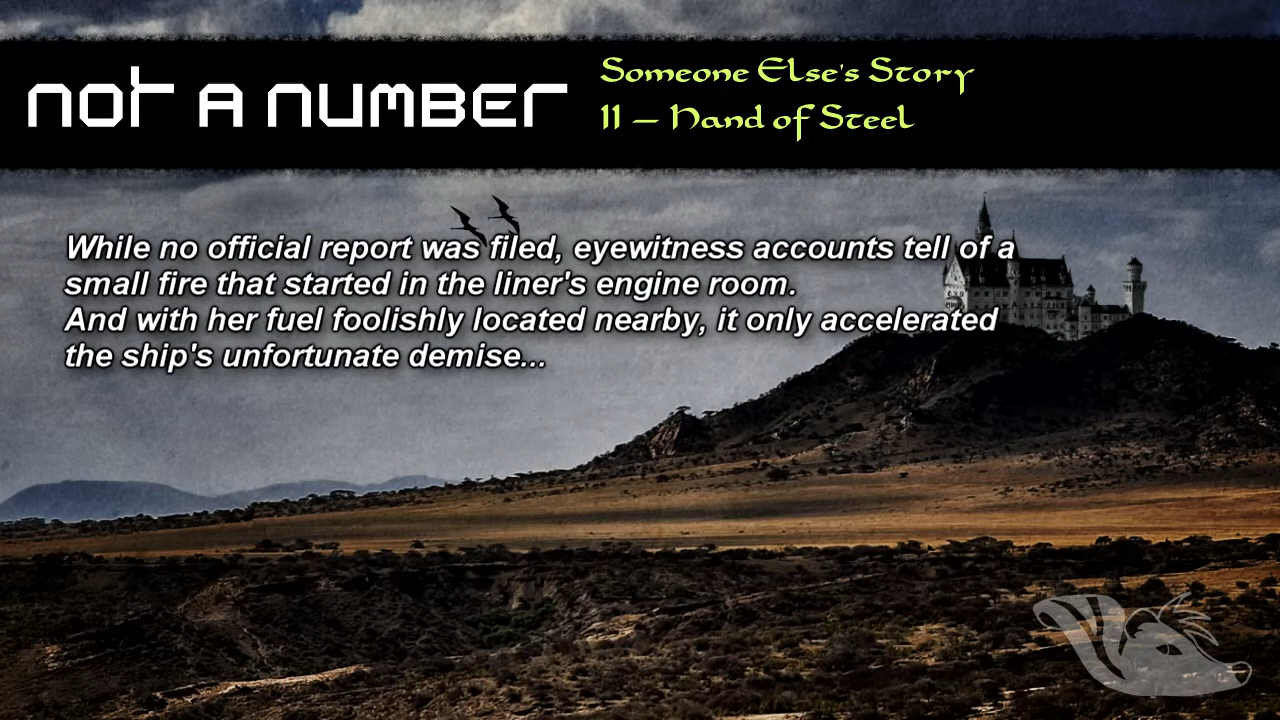 not a number
Someone Else's Story
II – Hand of Steel
While no official report was filed, eyewitness accounts tell of a
small fire that started in the liner's engine room.
And with her fuel foolishly located nearby, it only accelerated
the ship's unfortunate demise...